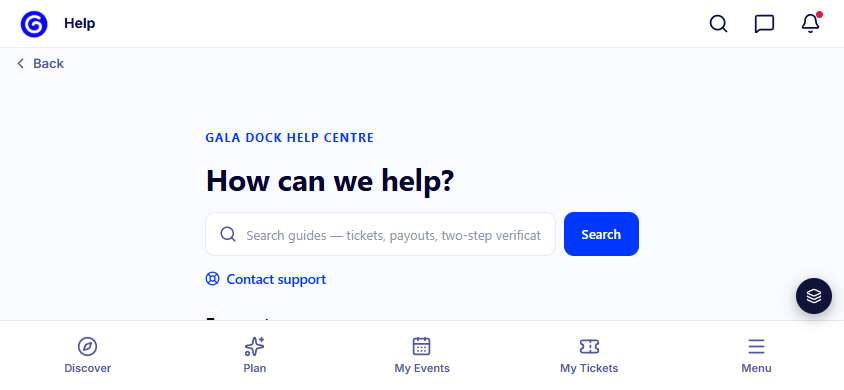 Help
Back
GALA DOCK HELP CENTRE
How can we help?
Search guides — tickets, payouts, two-step verificat
Search
Contact support
Discover
Plan
My Events
My Tickets
Menu